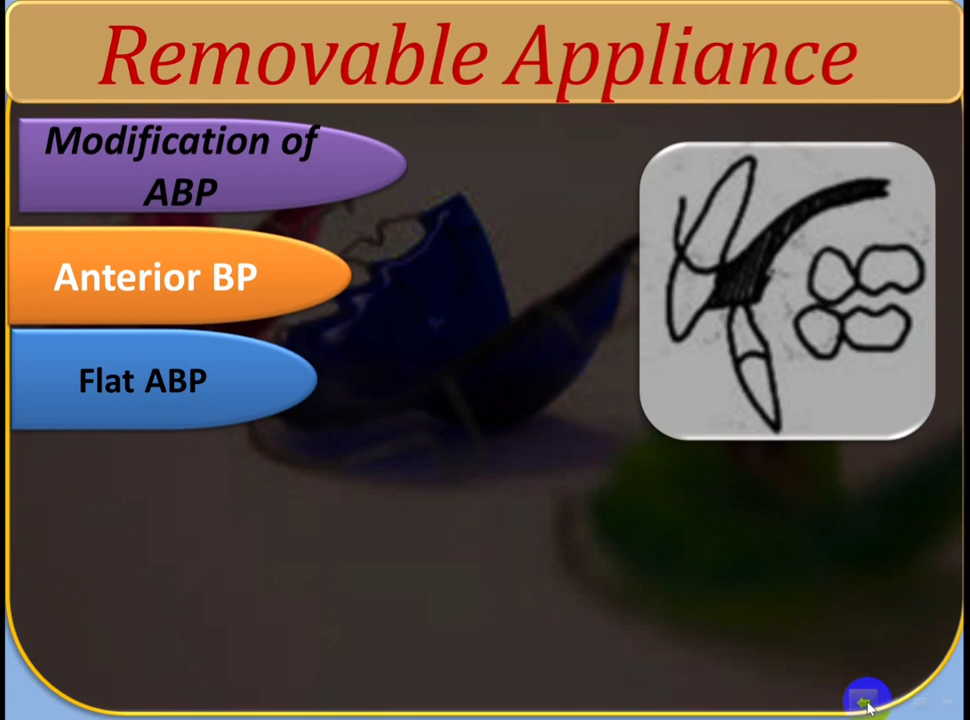 Removable Appliance
Modification of
ABP
Anterior BP
Flat ABP